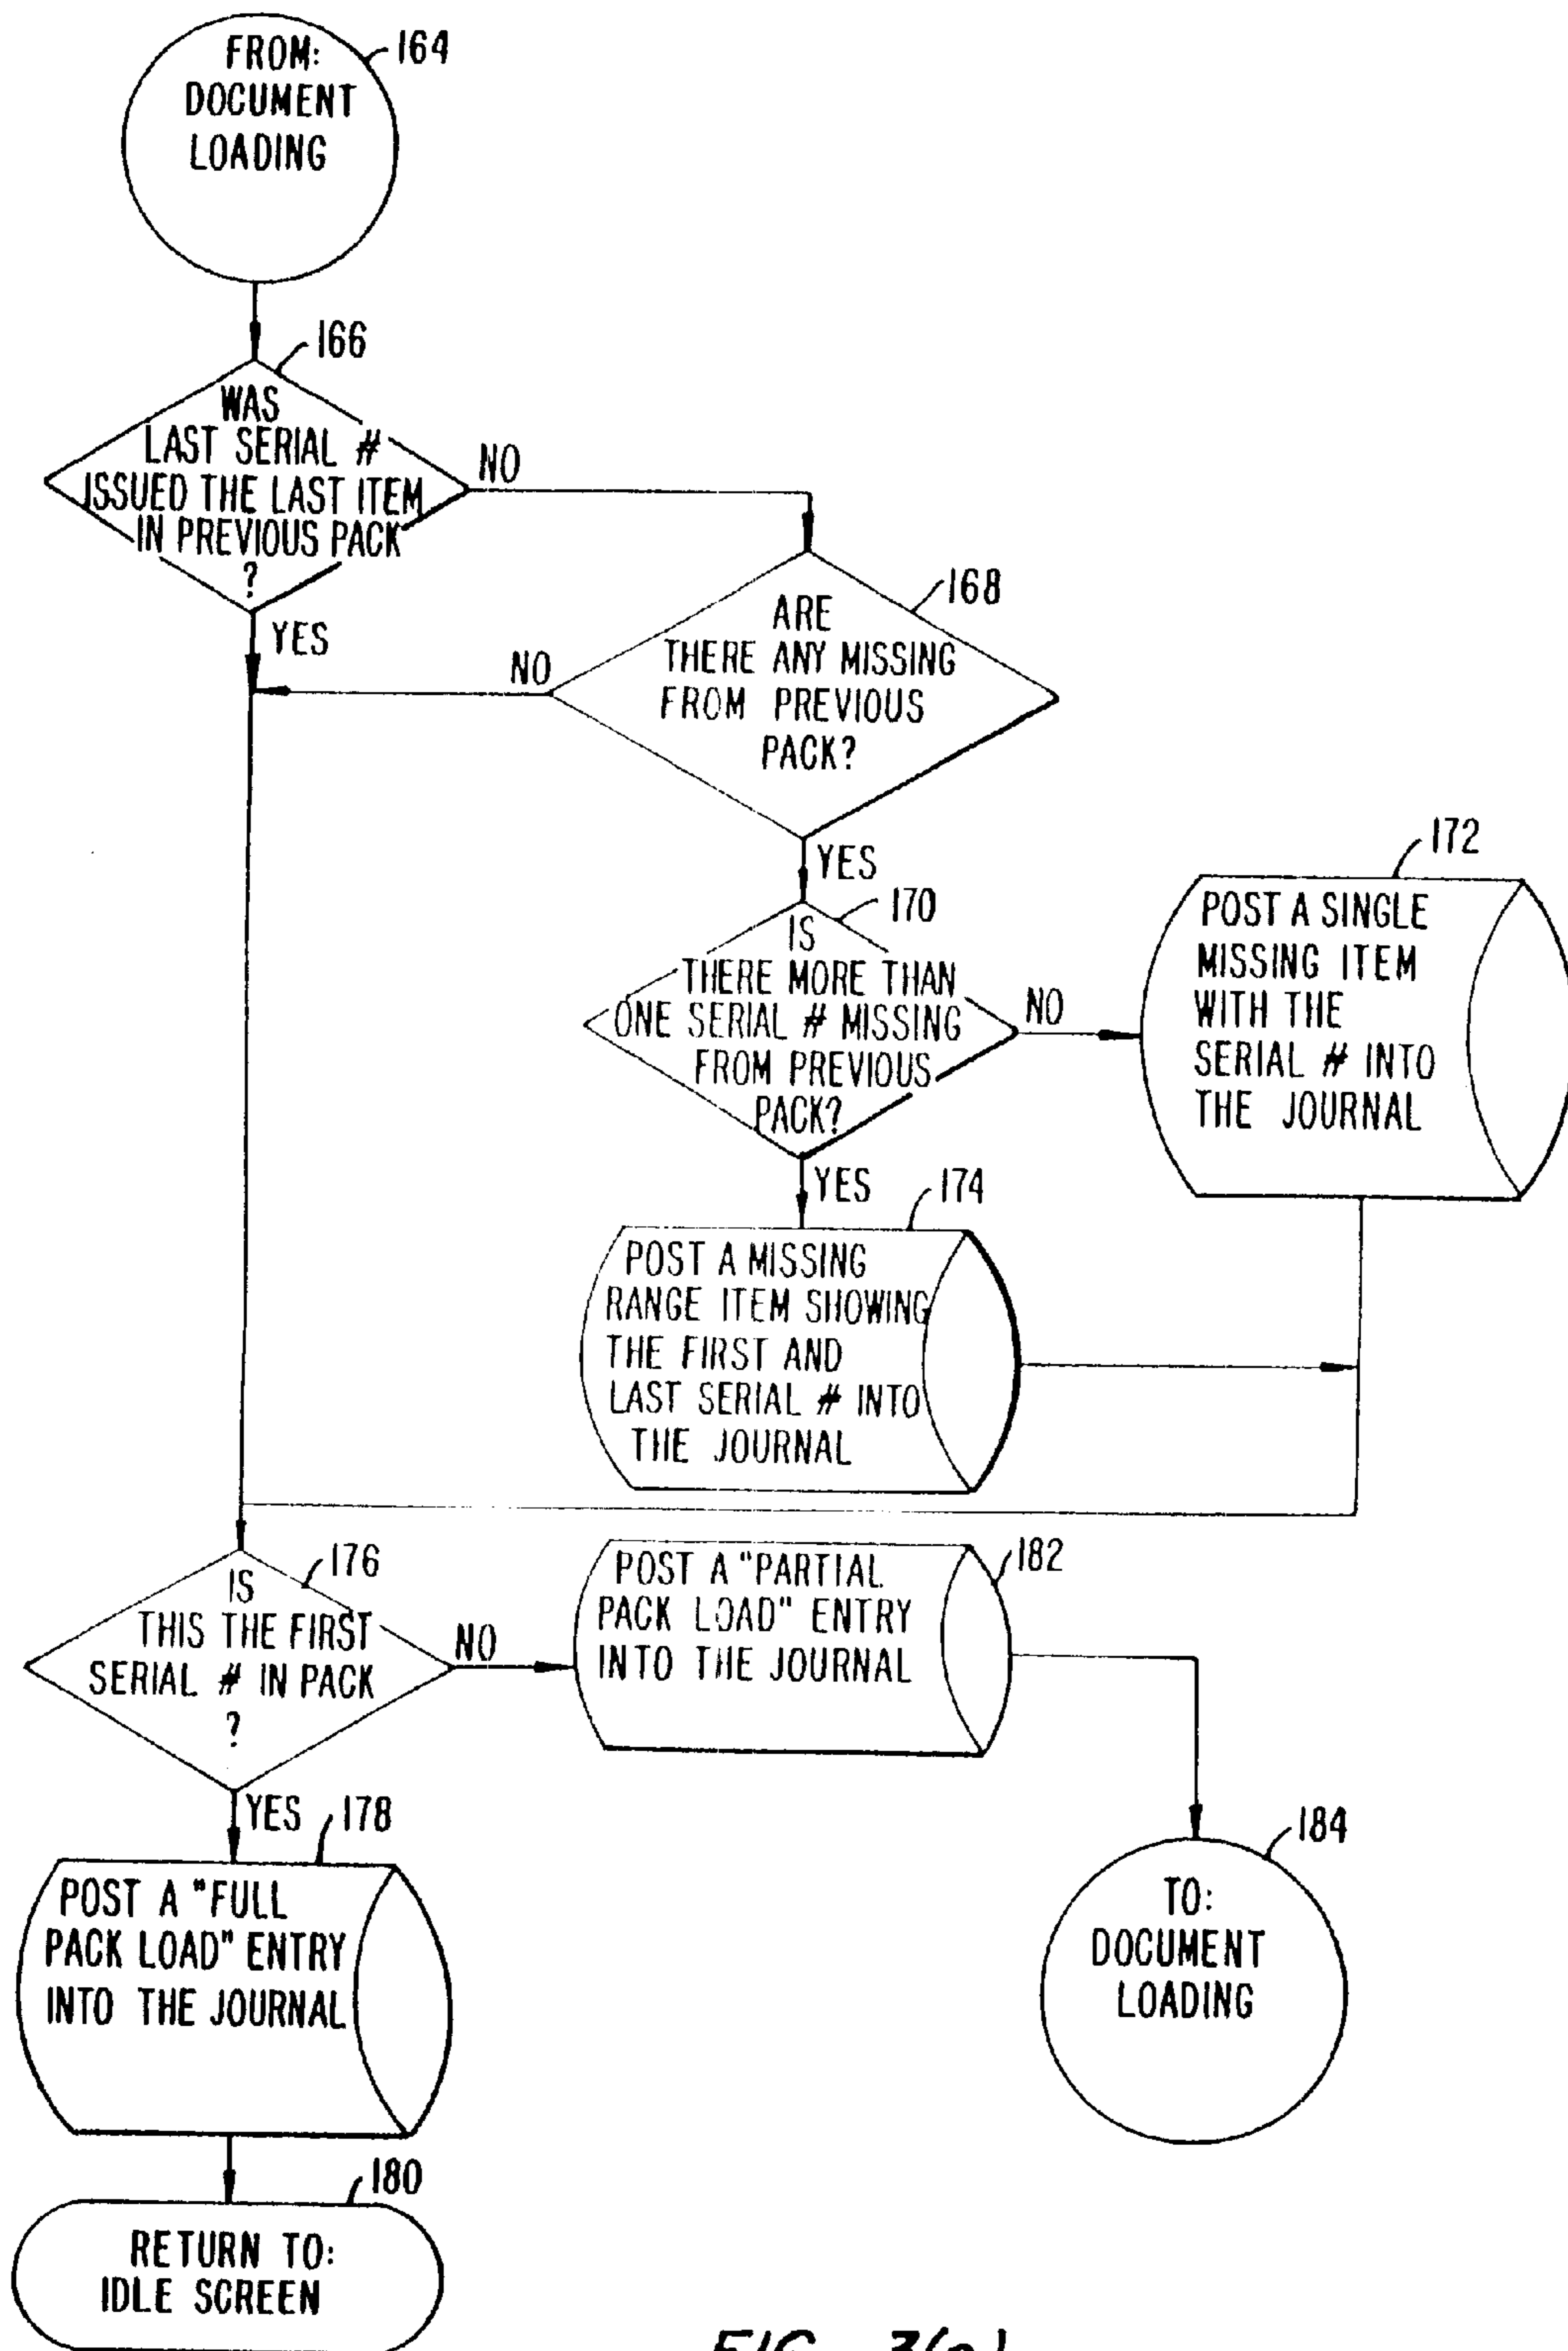 FROM:
DOCUMENT
LOADING
164
166
WAS
LAST SERIAL #
ISSUED THE LAST ITEM
IN PREVIOUS PACK
?
NO
YES
168
ARE
THERE ANY MISSING
FROM PREVIOUS
PACK?
NO
YES
170
IS
THERE MORE THAN
ONE SERIAL # MISSING
FROM PREVIOUS
PACK?
NO
YES
172
POST A SINGLE
MISSING ITEM
WITH THE
SERIAL # INTO
THE JOURNAL
174
POST A MISSING
RANGE ITEM SHOWING
THE FIRST AND
LAST SERIAL # INTO
THE JOURNAL
176
IS
THIS THE FIRST
SERIAL # IN PACK
?
NO
YES
182
POST A "PARTIAL
PACK LOAD" ENTRY
INTO THE JOURNAL
178
POST A "FULL
PACK LOAD" ENTRY
INTO THE JOURNAL
184
TO:
DOCUMENT
LOADING
180
RETURN TO:
IDLE SCREEN